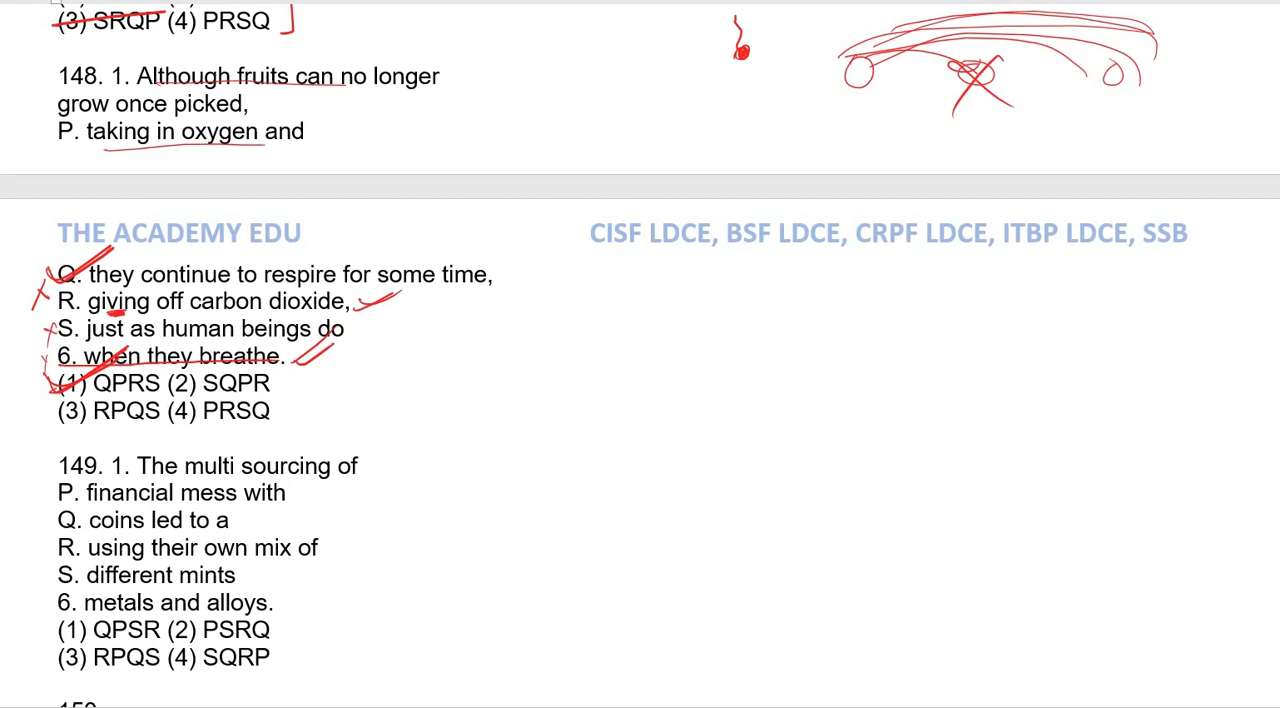 (3) SRQP (4) PRSQ
148. 1. Although fruits can no longer
grow once picked,
P. taking in oxygen and
THE ACADEMY EDU
CISF LDCE, BSF LDCE, CRPF LDCE, ITBP LDCE, SSB
Q. they continue to respire for some time,
R. giving off carbon dioxide,
S. just as human beings do
6. when they breathe.
(1) QPRS (2) SQPR
(3) RPQS (4) PRSQ
149. 1. The multi sourcing of
P. financial mess with
Q. coins led to a
R. using their own mix of
S. different mints
6. metals and alloys.
(1) QPSR (2) PSRQ
(3) RPQS (4) SQRP